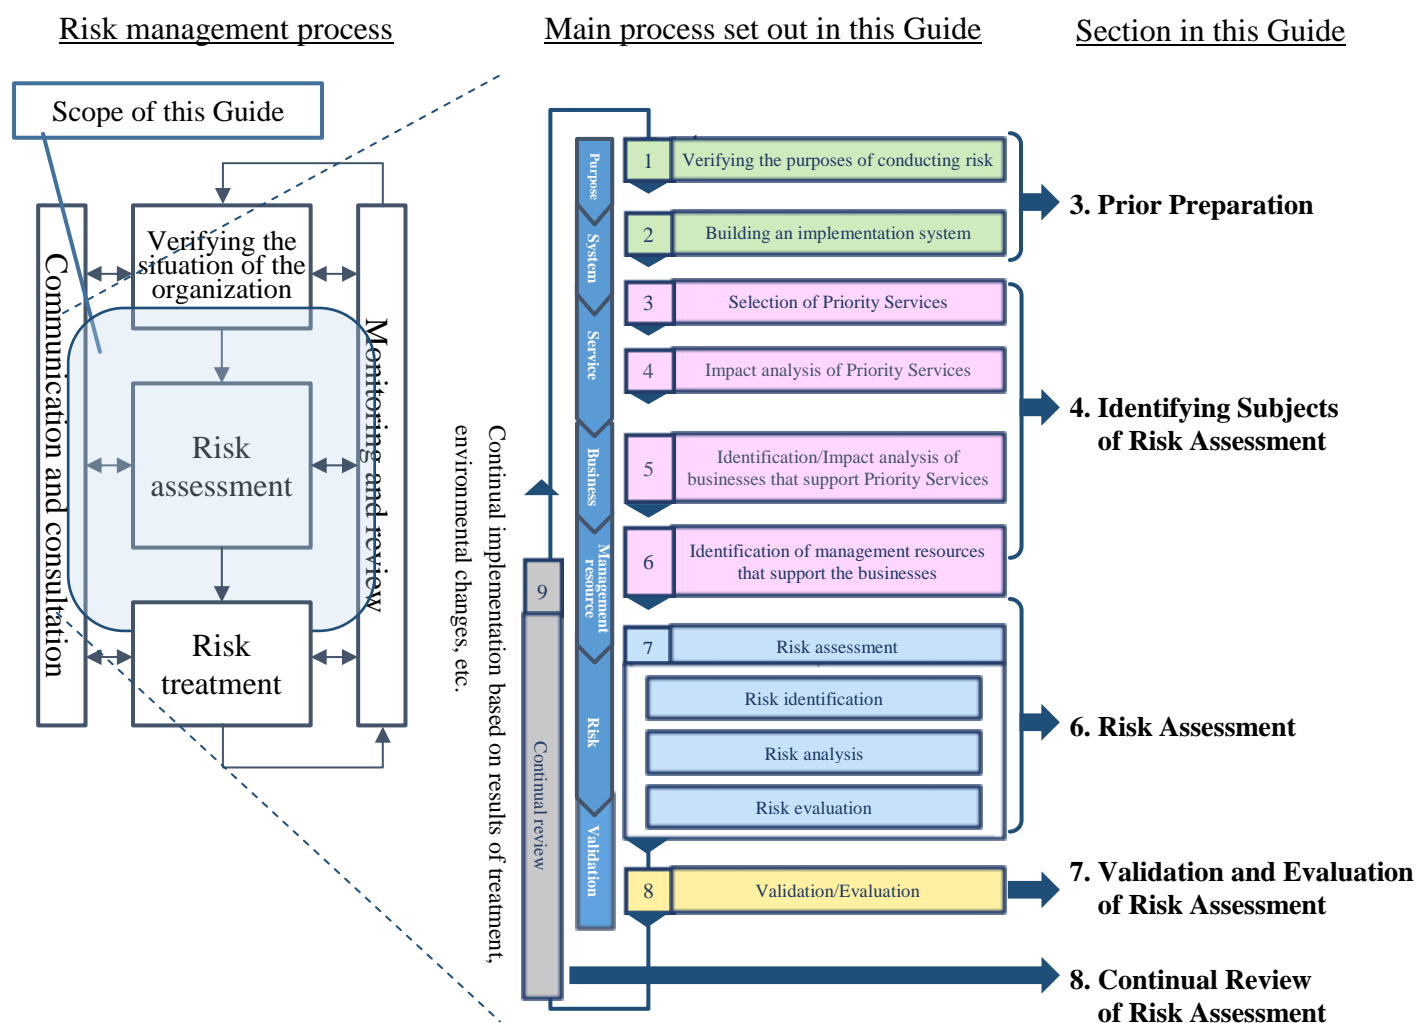 Risk management process
Main process set out in this Guide
Section in this Guide
Scope of this Guide
Communication and consultation
Verifying the
situation of the
organization
Risk
assessment
Risk
treatment
Monitoring and review
Continual implementation based on results of treatment,
environmental changes, etc.
9
Continual review
Purpose
System
Service
Business
Management
resource
Risk
Validation
1
Verifying the purposes of conducting risk
2
Building an implementation system
3
Selection of Priority Services
4
Impact analysis of Priority Services
5
Identification/Impact analysis of
businesses that support Priority Services
6
Identification of management resources
that support the businesses
7
Risk assessment
Risk identification
Risk analysis
Risk evaluation
8
Validation/Evaluation
3. Prior Preparation
4. Identifying Subjects
of Risk Assessment
6. Risk Assessment
7. Validation and Evaluation
of Risk Assessment
8. Continual Review
of Risk Assessment